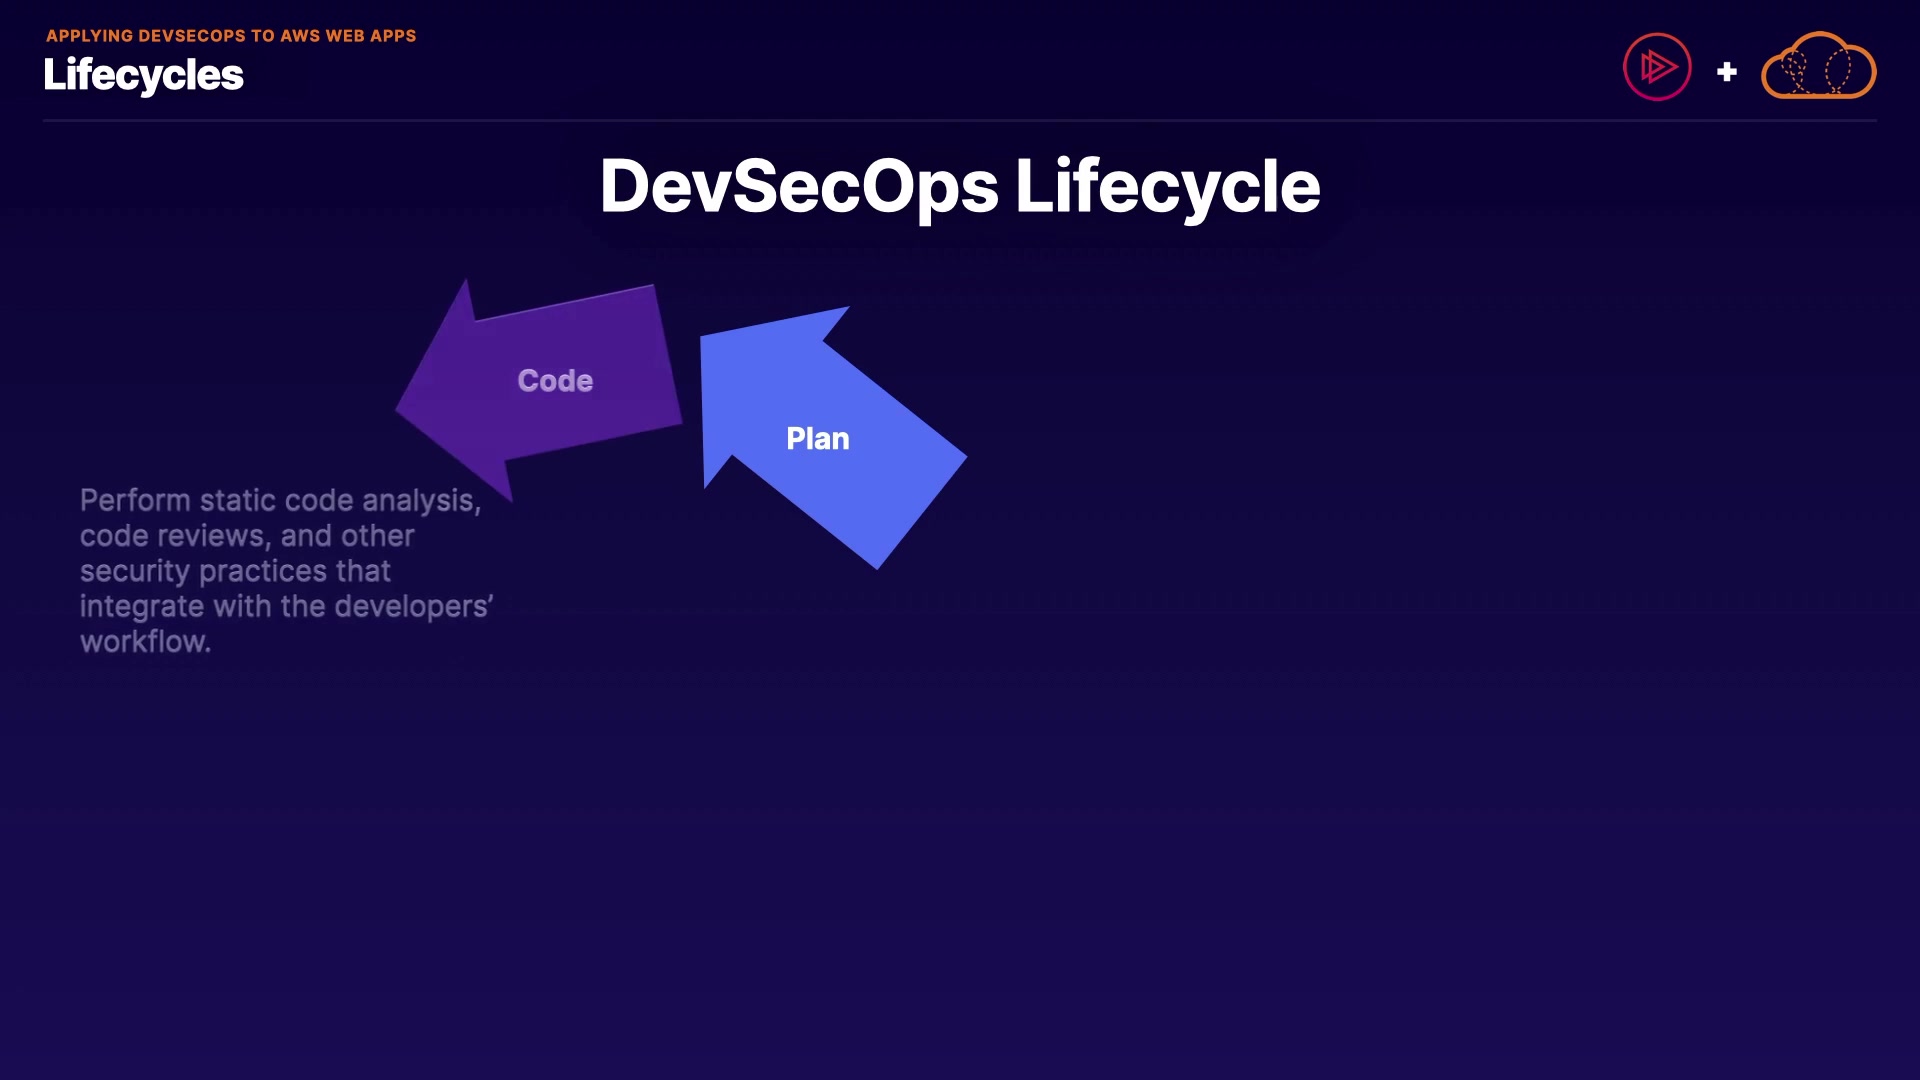 APPLYING DEVSECOPS TO AWS WEB APPS
Lifecycles
DevSecOps Lifecycle
Code
Plan
Perform static code analysis,
code reviews, and other
security practices that
integrate with the developers’
workflow.